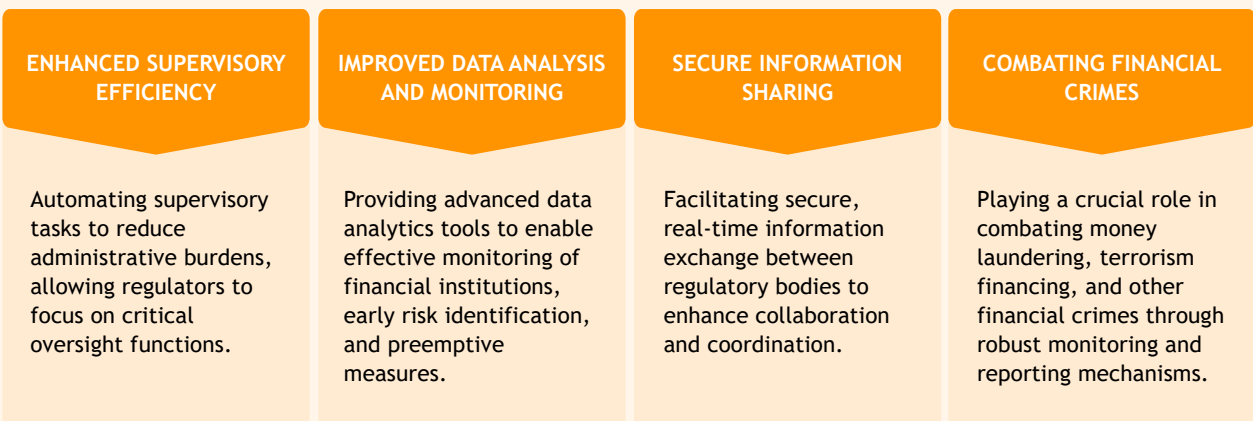 ENHANCED SUPERVISORY
EFFICIENCY
Automating supervisory
tasks to reduce
administrative burdens,
allowing regulators to
focus on critical
oversight functions.
IMPROVED DATA ANALYSIS
AND MONITORING
Providing advanced data
analytics tools to enable
effective monitoring of
financial institutions,
early risk identification,
and preemptive
measures.
SECURE INFORMATION
SHARING
Facilitating secure,
real-time information
exchange between
regulatory bodies to
enhance collaboration
and coordination.
COMBATING FINANCIAL
CRIMES
Playing a crucial role in
combating money
laundering, terrorism
financing, and other
financial crimes through
robust monitoring and
reporting mechanisms.